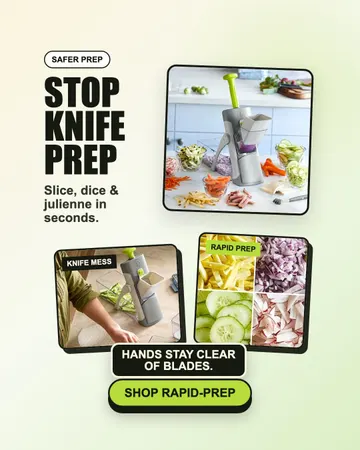 SAFER PREP
STOP
KNIFE
PREP
Slice, dice &
julienne in
seconds.
KNIFE MESS
RAPID PREP
HANDS STAY CLEAR
OF BLADES.
SHOP RAPID-PREP